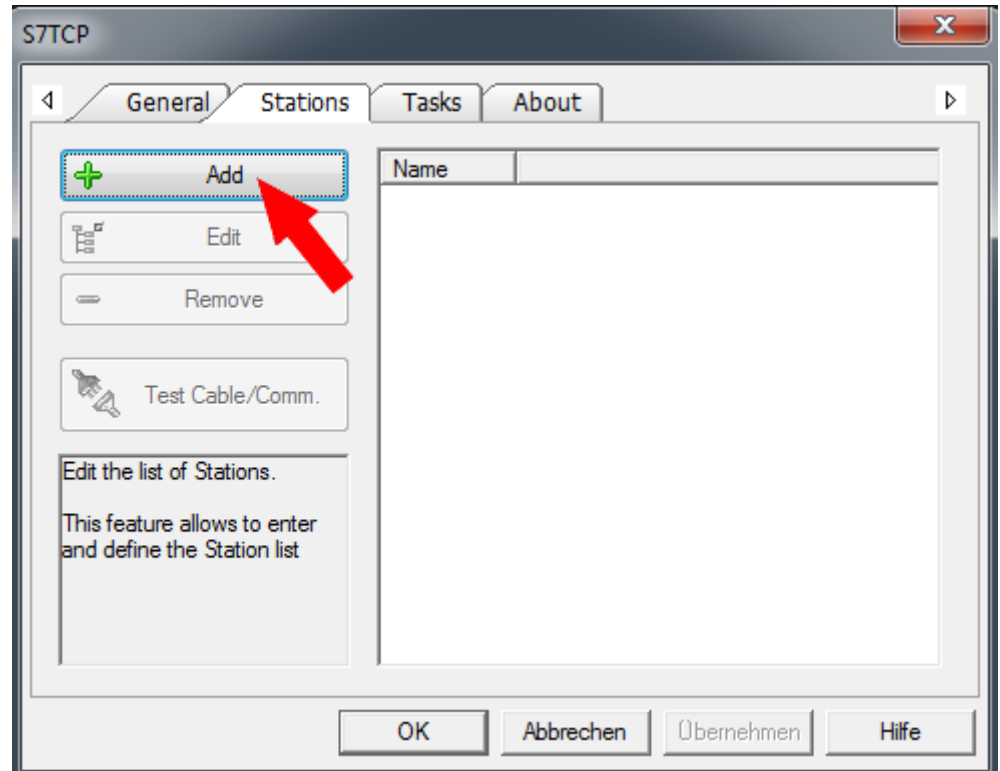 S7TCP
General Stations Tasks About
Add
Name
Edit
Remove
Test Cable/Comm.
Edit the list of Stations.
This feature allows to enter
and define the Station list
OK Abbrechen Übernehmen Hilfe